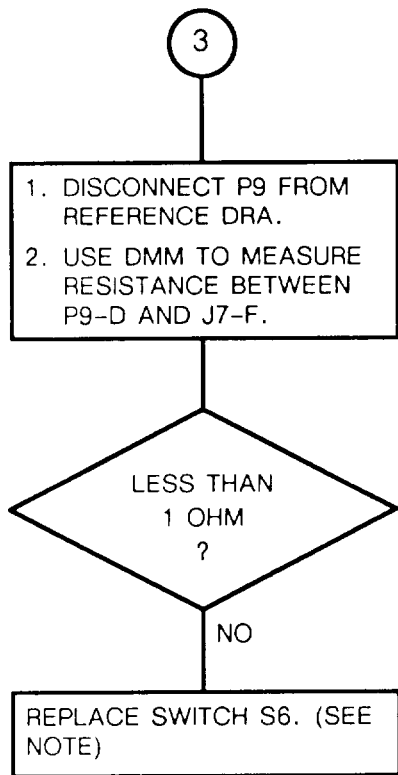 3
1. DISCONNECT P9 FROM
REFERENCE DRA.
2. USE DMM TO MEASURE
RESISTANCE BETWEEN
P9-D AND J7-F.
LESS THAN
1 OHM
?
NO
REPLACE SWITCH S6. (SEE
NOTE)